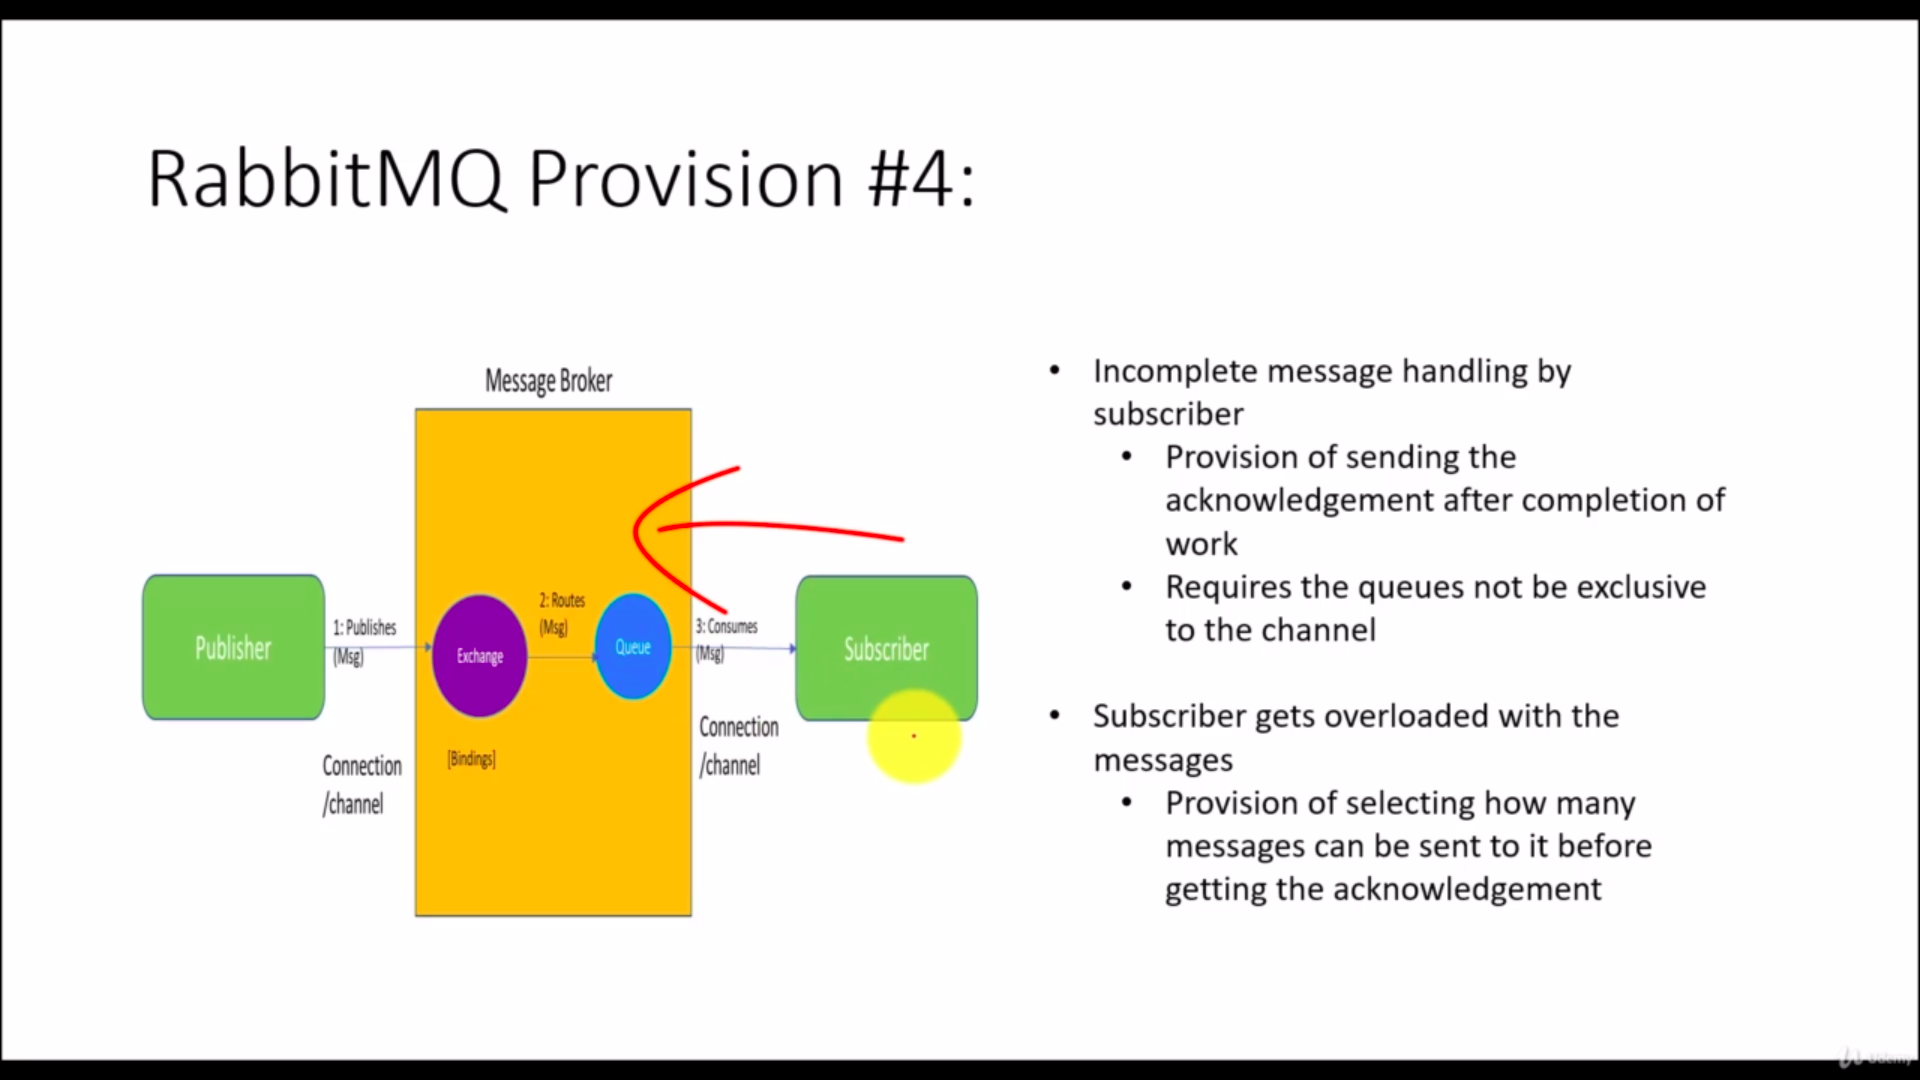 RabbitMQ Provision #4:
Message Broker
Publisher
1: Publishes
(Msg)
Exchange
2: Routes
(Msg)
Queue
3: Consumes
(Msg)
Subscriber
Connection
/channel
[Bindings]
Connection
/channel
• Incomplete message handling by
subscriber
• Provision of sending the
acknowledgement after completion of
work
• Requires the queues not be exclusive
to the channel
• Subscriber gets overloaded with the
messages
• Provision of selecting how many
messages can be sent to it before
getting the acknowledgement
Udemy